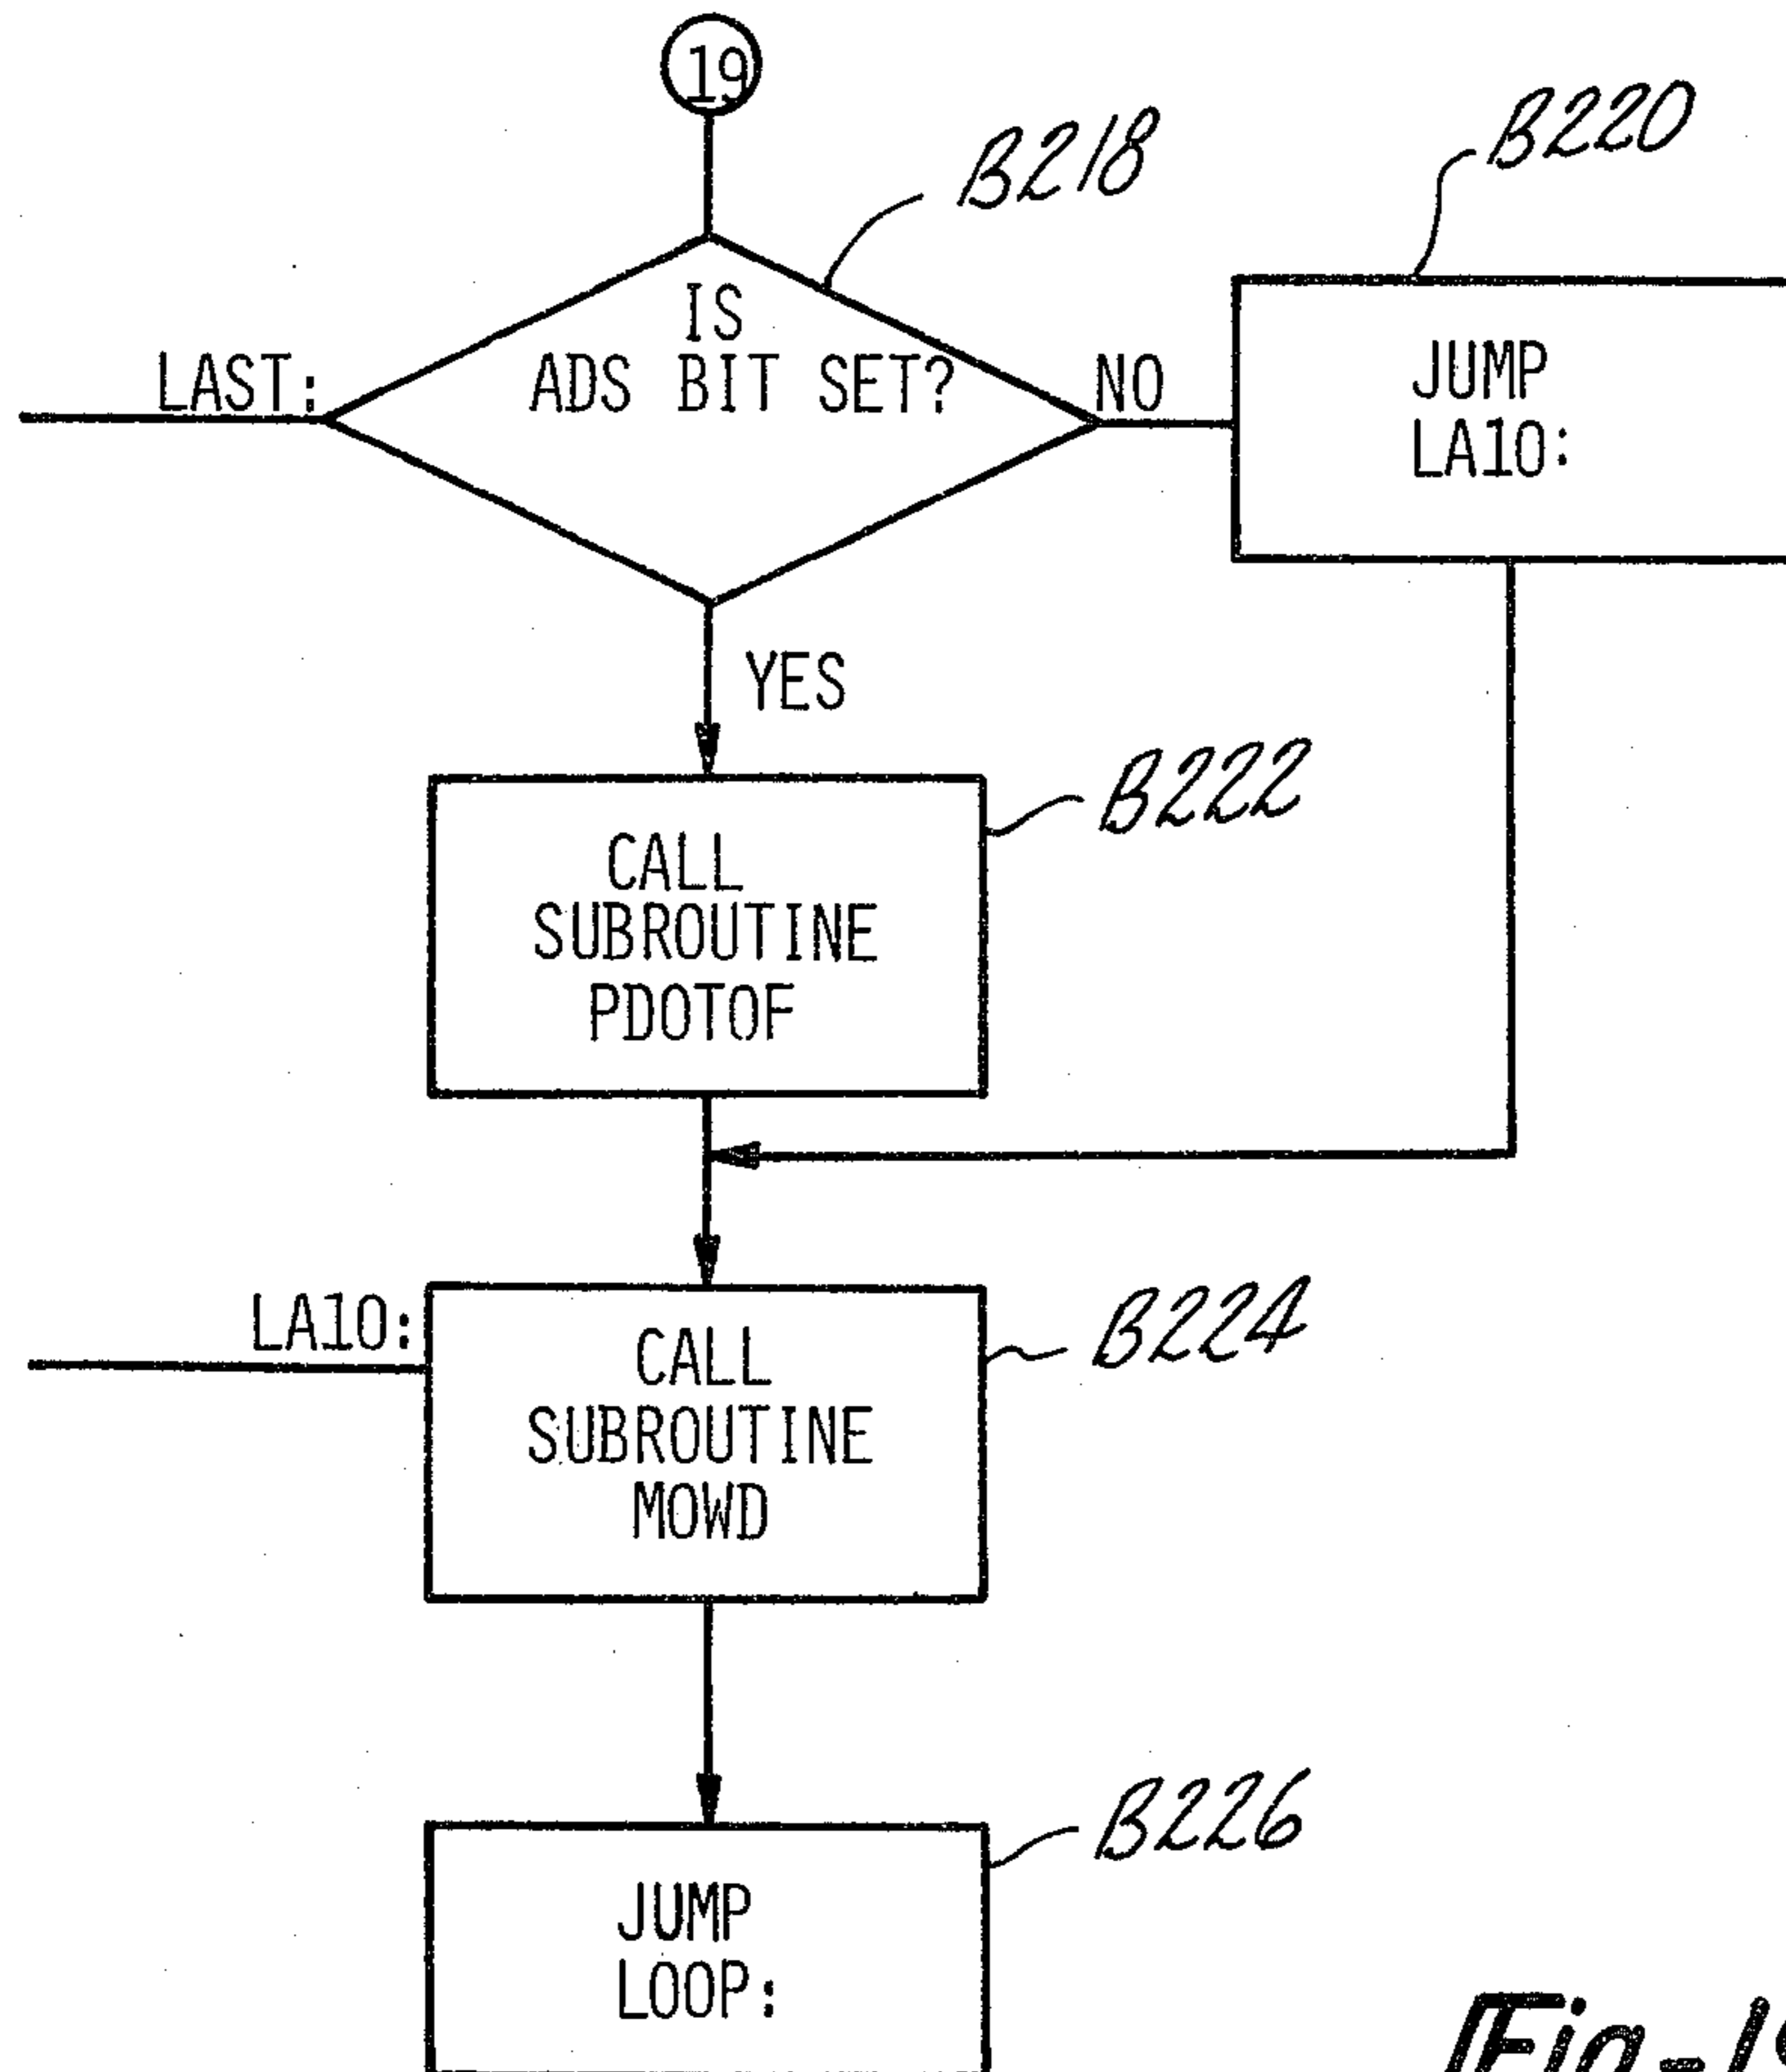 19
B218
B220
IS
ADS BIT SET?
LAST:
NO
JUMP
LA10:
YES
B222
CALL
SUBROUTINE
PDOTOF
LA10:
B224
CALL
SUBROUTINE
MOWD
B226
JUMP
LOOP: